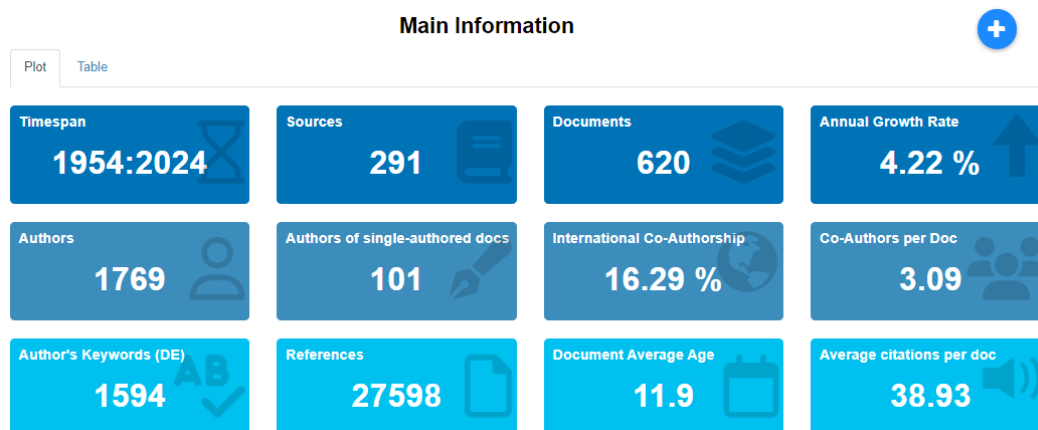 Main Information
Plot Table
Timespan
1954:2024
Sources
291
Documents
620
Annual Growth Rate
4.22 %
Authors
1769
Authors of single-authored docs
101
International Co-Authorship
16.29 %
Co-Authors per Doc
3.09
Author's Keywords (DE)
1594
References
27598
Document Average Age
11.9
Average citations per doc
38.93